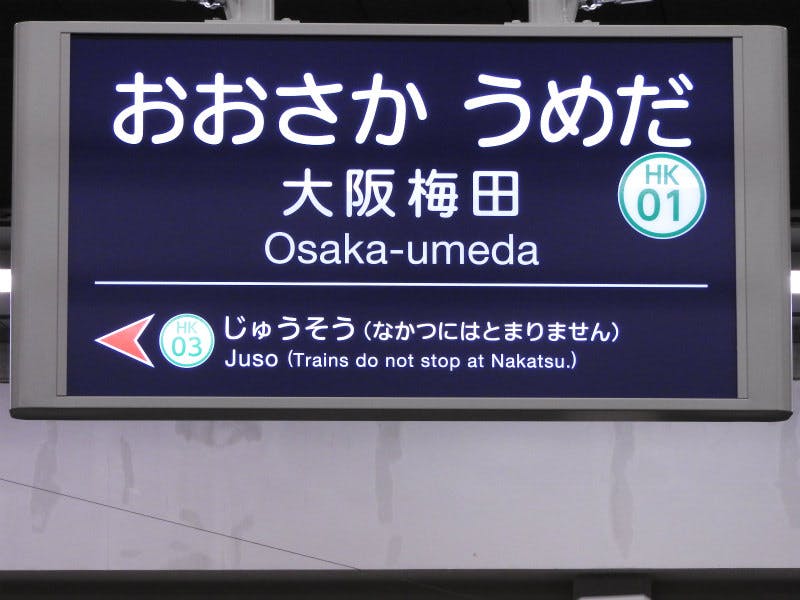 おおさか うめだ
大阪梅田
HK
01
Osaka-umeda
HK
03
じゅうそう（なかつにはとまりません）
Juso (Trains do not stop at Nakatsu.)